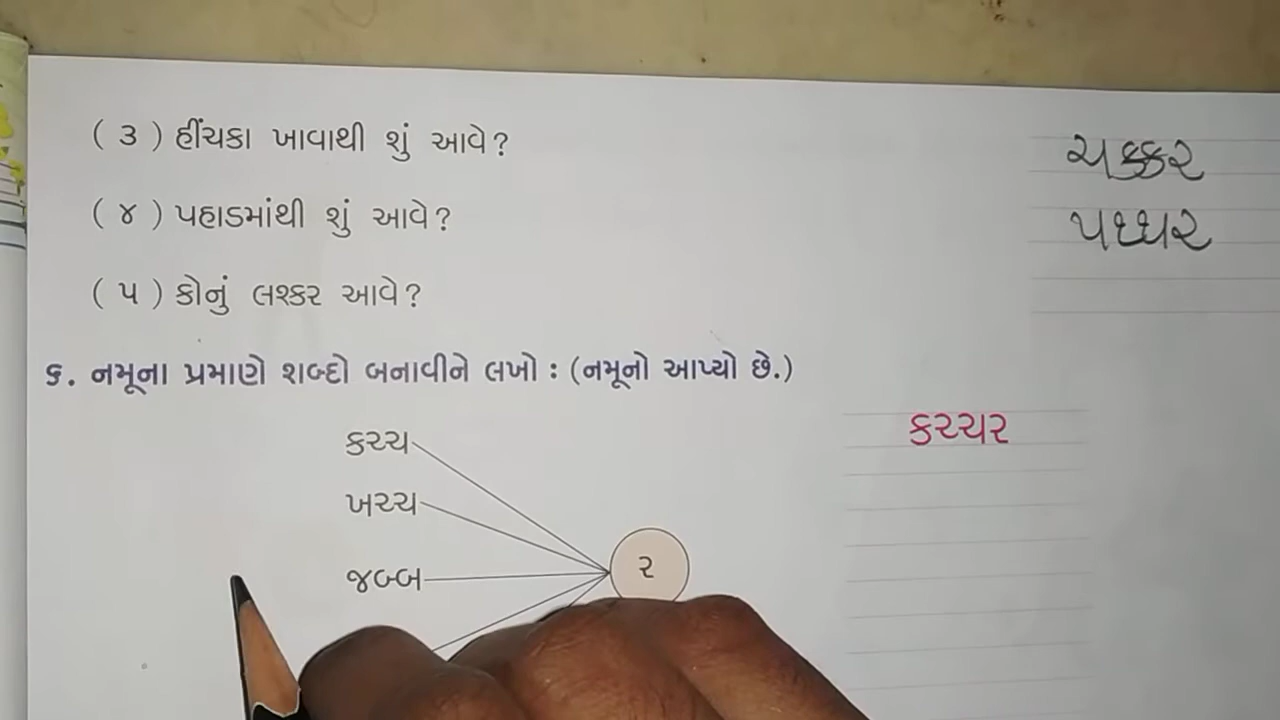 ( ૩ ) હીંચકા ખાવાથી શું આવે?
ચક્કર
( ૪ ) પહાડમાંથી શું આવે?
પથ્થર
( ૫ ) કોનું લશ્કર આવે?
૬. નમૂના પ્રમાણે શબ્દો બનાવીને લખો : (નમૂનો આપ્યો છે.)
કચ્ચ
કચ્ચર
ખચ્ચ
જબ્બ
ર